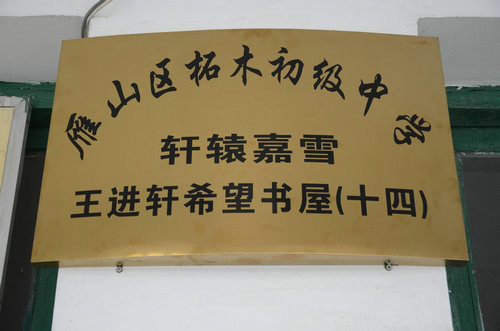 雁山区柘木初级中学
轩辕嘉雪
王进轩希望书屋(十四)